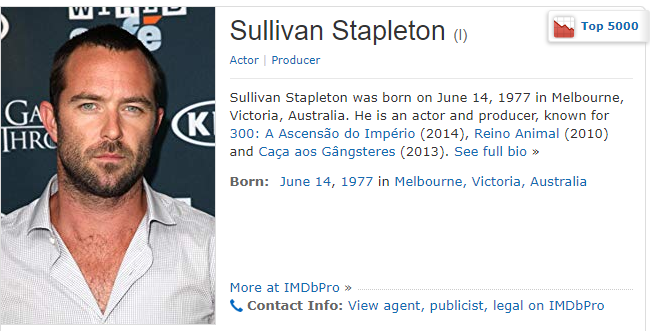 WIRED
café
GA
THRON
KI
Sullivan Stapleton (I)
Top 5000
Actor | Producer
Sullivan Stapleton was born on June 14, 1977 in Melbourne,
Victoria, Australia. He is an actor and producer, known for
300: A Ascensão do Império (2014), Reino Animal (2010)
and Caça aos Gângsteres (2013). See full bio »
Born: June 14, 1977 in Melbourne, Victoria, Australia
More at IMDbPro »
Contact Info: View agent, publicist, legal on IMDbPro